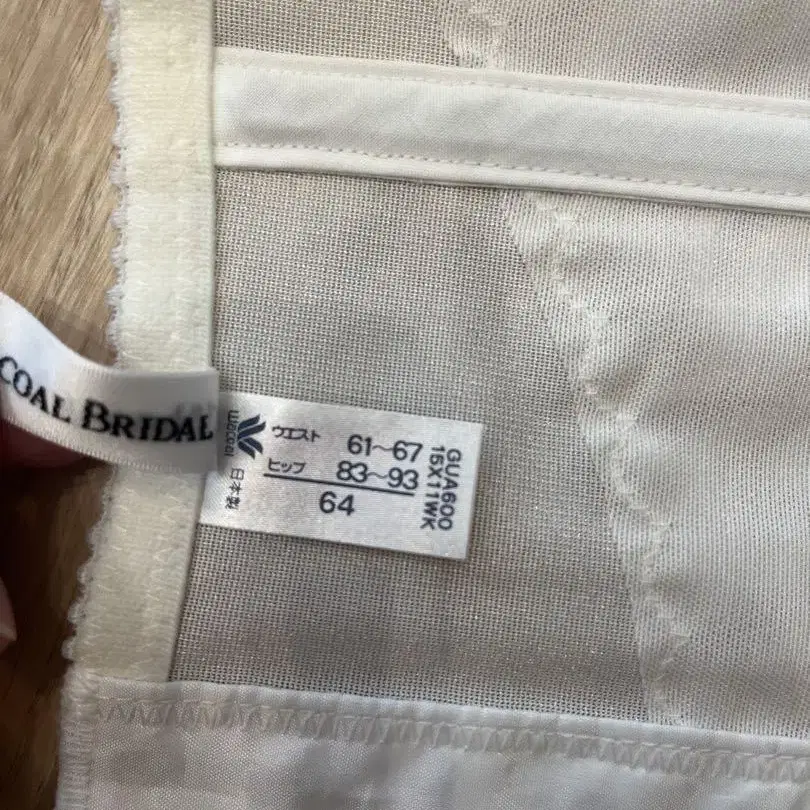 COAL BRIDAL
Wacoal
日本製
ウエスト 61~67
ヒップ 83~93
64
GUA600
15X11WK